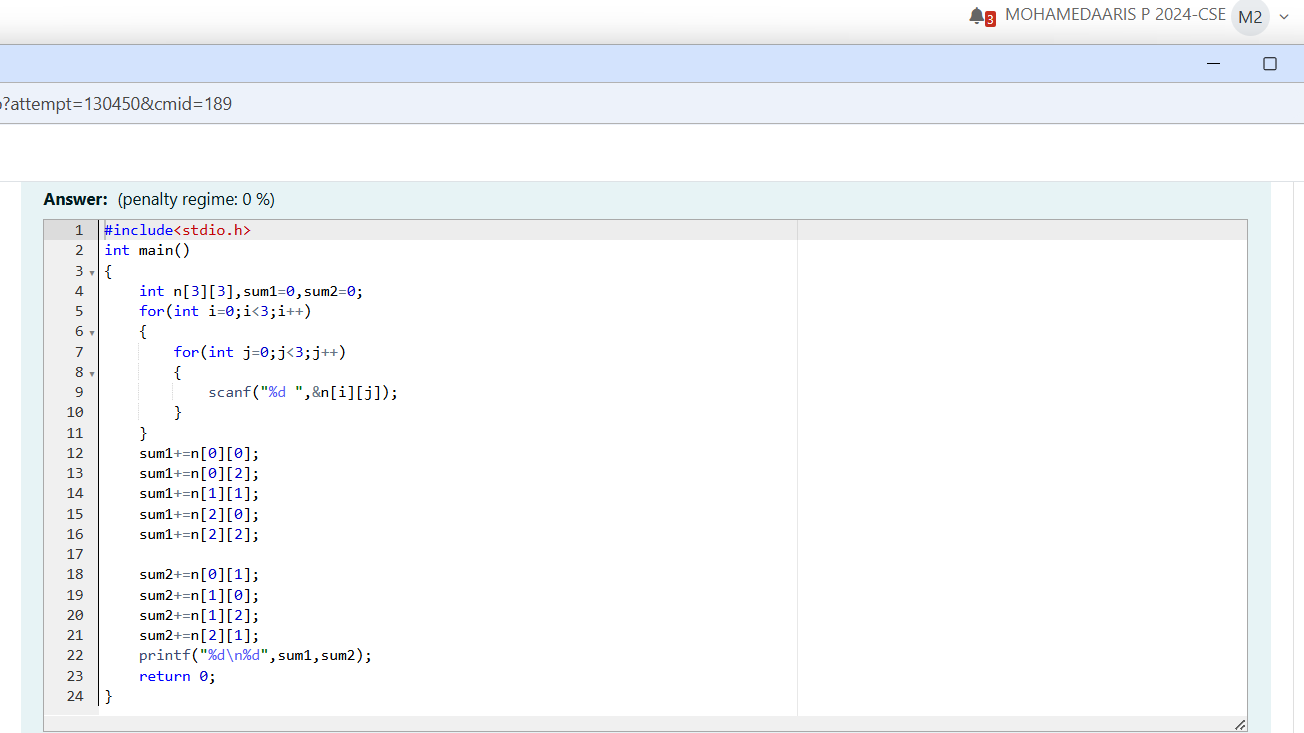 3 MOHAMEDAARIS P 2024-CSE M2
?attempt=130450&cmid=189
Answer: (penalty regime: 0 %)
1 #include<stdio.h>
2 int main()
3 {
4     int n[3][3],sum1=0,sum2=0;
5     for(int i=0;i<3;i++)
6     {
7         for(int j=0;j<3;j++)
8         {
9             scanf("%d ",&n[i][j]);
10         }
11     }
12     sum1+=n[0][0];
13     sum1+=n[0][2];
14     sum1+=n[1][1];
15     sum1+=n[2][0];
16     sum1+=n[2][2];
17
18     sum2+=n[0][1];
19     sum2+=n[1][0];
20     sum2+=n[1][2];
21     sum2+=n[2][1];
22     printf("%d\n%d",sum1,sum2);
23     return 0;
24 }